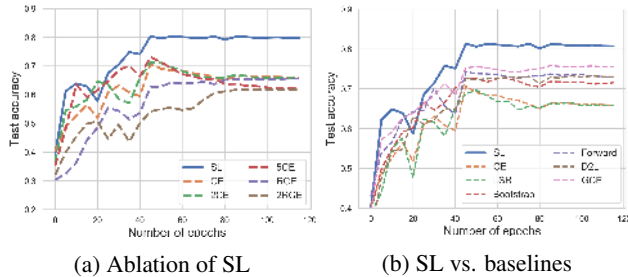 0.9
0.8
0.7
0.6
0.5
0.4
0.3
0.2
Test accuracy
0 20 40 60 80 100 120
Number of epochs
SL
CE
2CE
5CE
RCE
2RCE
(a) Ablation of SL
0.9
0.8
0.7
0.6
0.5
0.4
Test accuracy
0 20 40 60 80 100 120
Number of epochs
SL
CE
LSR
Bootstrap
Forward
D2L
GCE
(b) SL vs. baselines